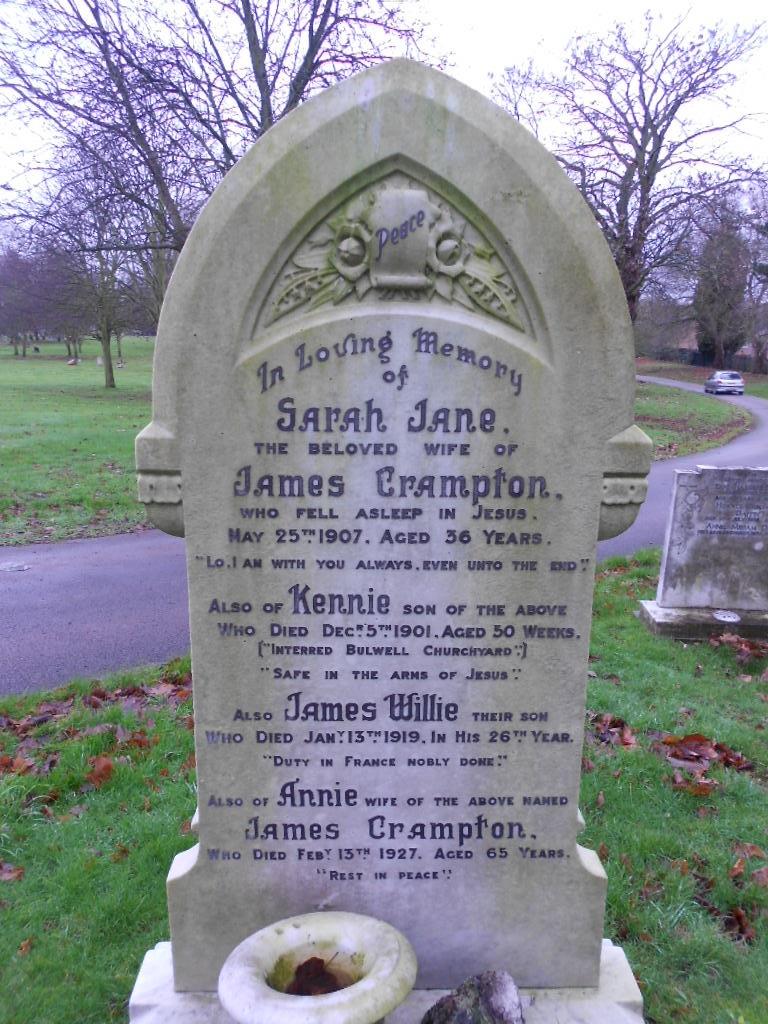 Peace
In Loving Memory
of
Sarah Jane,
THE BELOVED WIFE OF
James Crampton,
WHO FELL ASLEEP IN JESUS.
MAY 25TH 1907. AGED 36 YEARS.
"LO, I AM WITH YOU ALWAYS, EVEN UNTO THE END".
ALSO OF Kennie SON OF THE ABOVE
WHO DIED DECR 5TH 1901. AGED 50 WEEKS.
("INTERRED BULWELL CHURCHYARD".)
"SAFE IN THE ARMS OF JESUS".
ALSO James Willie THEIR SON
WHO DIED JANY 13TH 1919, IN HIS 26TH YEAR.
"DUTY IN FRANCE NOBLY DONE."
ALSO OF Annie WIFE OF THE ABOVE NAMED
James Crampton,
WHO DIED FEBY 13TH 1927. AGED 65 YEARS.
"REST IN PEACE".